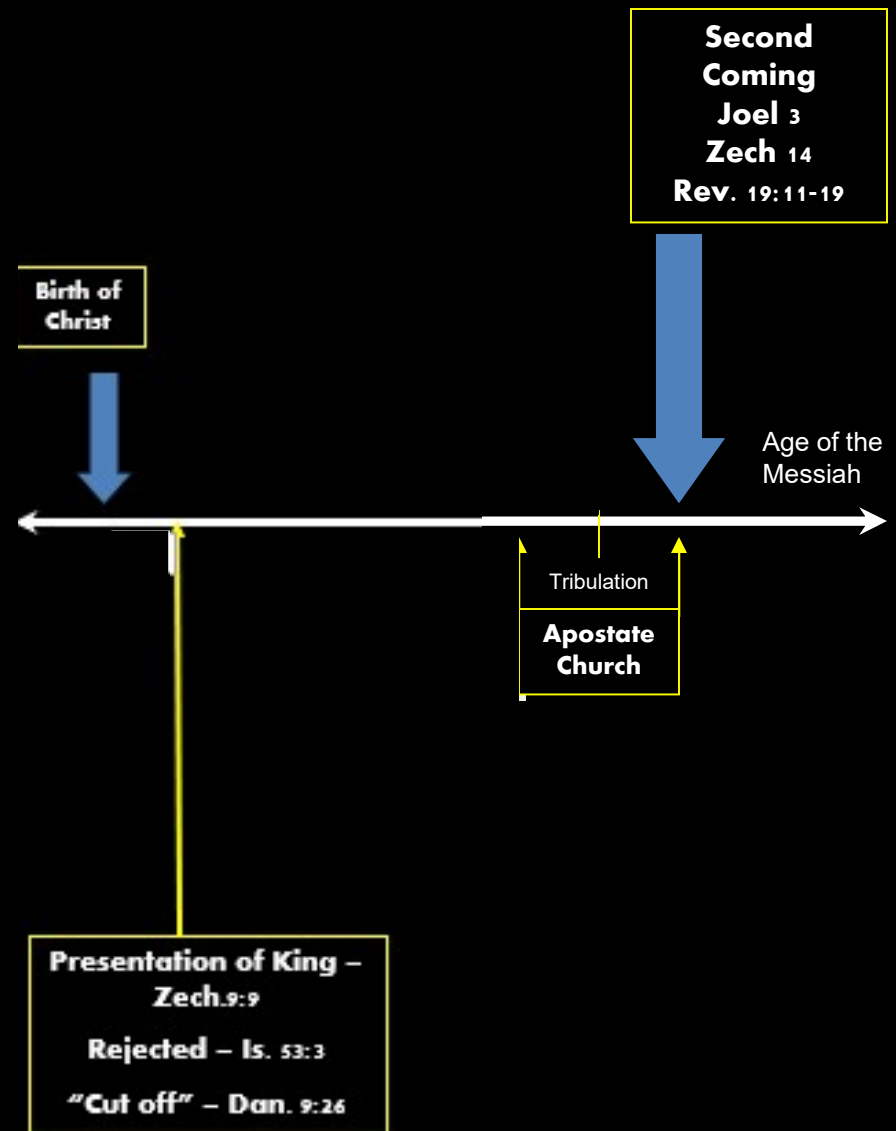 Second
Coming
Joel 3
Zech 14
Rev. 19:11-19
Birth of
Christ
Age of the
Messiah
Tribulation
Apostate
Church
Presentation of King –
Zech.9:9
Rejected – Is. 53:3
“Cut off” – Dan. 9:26